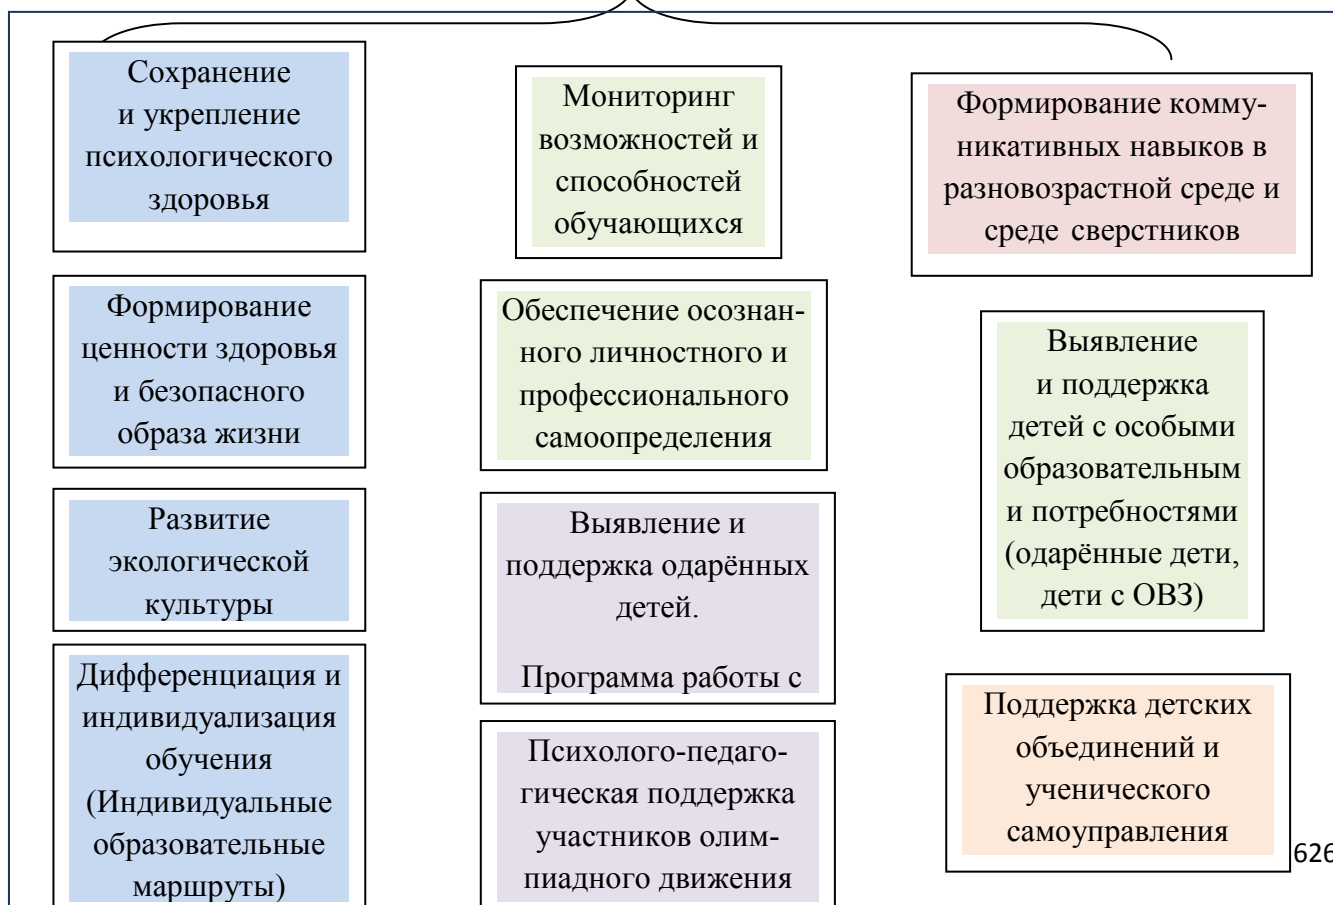 Сохранение
и укрепление
психологического
здоровья
Формирование
ценности здоровья
и безопасного
образа жизни
Развитие
экологической
культуры
Дифференциация и
индивидуализация
обучения
(Индивидуальные
образовательные
маршруты)
Мониторинг
возможностей и
способностей
обучающихся
Обеспечение осознан-
ного личностного и
профессионального
самоопределения
Выявление и
поддержка одарённых
детей.
Программа работы с
Психолого-педаго-
гическая поддержка
участников олим-
пиадного движения
Формирование комму-
никативных навыков в
разновозрастной среде и
среде сверстников
Выявление
и поддержка
детей с особыми
образовательным
и потребностями
(одарённые дети,
дети с ОВЗ)
Поддержка детских
объединений и
ученического
самоуправления
626